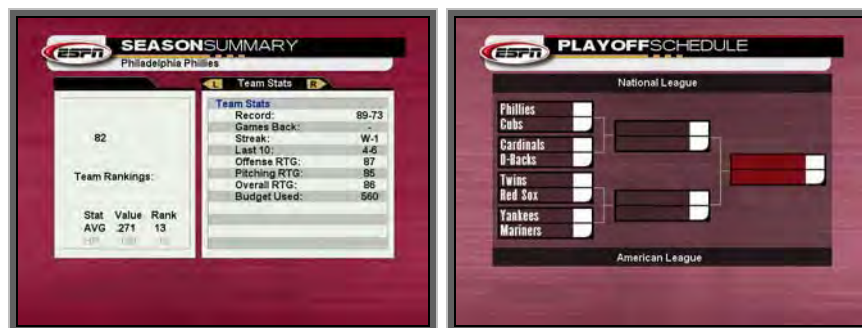 ESPN
SEASONSUMMARY
Philadelphia Phillies
L Team Stats R
82
Team Rankings:
Stat Value Rank
AVG .271 13
Team Stats
Record: 89-73
Games Back: -
Streak: W-1
Last 10: 4-6
Offense RTG: 87
Pitching RTG: 85
Overall RTG: 86
Budget Used: 560
ESPN
PLAYOFFSCHEDULE
National League
Phillies
Cubs
Cardinals
D-Backs
Twins
Red Sox
Yankees
Mariners
American League